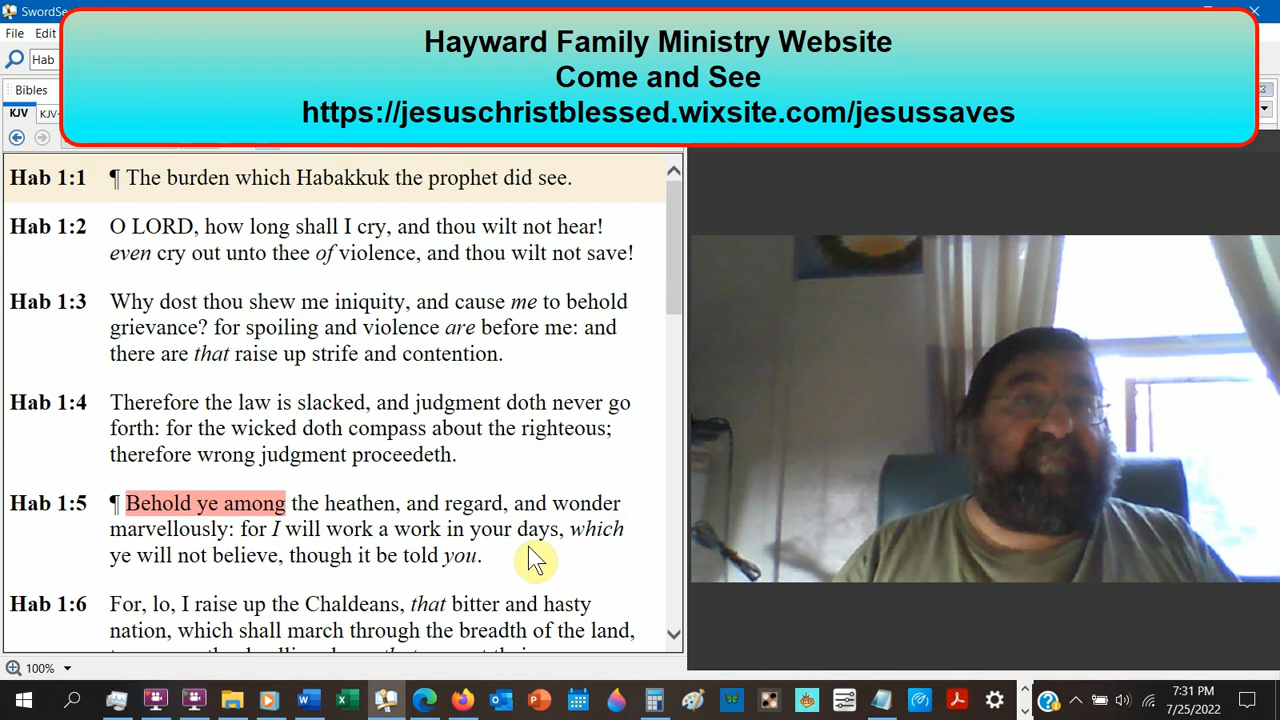 SwordSe
File Edit
Hayward Family Ministry Website
Come and See
https://jesuschristblessed.wixsite.com/jesussaves
Hab
Bibles
KJV KJV
Hab 1:1 ¶ The burden which Habakkuk the prophet did see.
Hab 1:2 O LORD, how long shall I cry, and thou wilt not hear!
even cry out unto thee of violence, and thou wilt not save!
Hab 1:3 Why dost thou shew me iniquity, and cause me to behold
grievance? for spoiling and violence are before me: and
there are that raise up strife and contention.
Hab 1:4 Therefore the law is slacked, and judgment doth never go
forth: for the wicked doth compass about the righteous;
therefore wrong judgment proceedeth.
Hab 1:5 ¶ Behold ye among the heathen, and regard, and wonder
marvellously: for I will work a work in your days, which
ye will not believe, though it be told you.
Hab 1:6 For, lo, I raise up the Chaldeans, that bitter and hasty
nation, which shall march through the breadth of the land,
100%
7:31 PM
7/25/2022